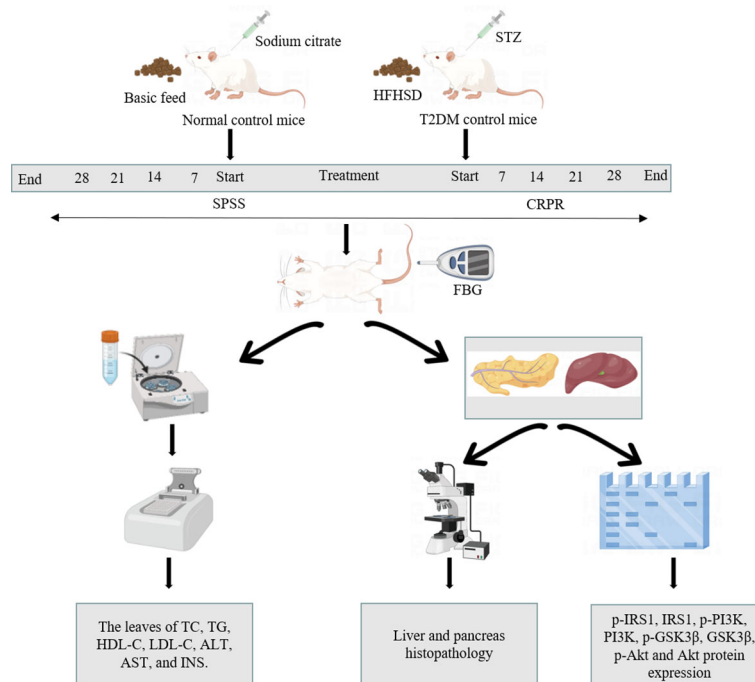 Sodium citrate
STZ
Basic feed
HFHSD
Normal control mice
T2DM control mice
End 28 21 14 7 Start Treatment Start 7 14 21 28 End
SPSS CRPR
FBG
The leaves of TC, TG,
HDL-C, LDL-C, ALT,
AST, and INS.
Liver and pancreas
histopathology
p-IRS1, IRS1, p-PI3K,
PI3K, p-GSK3β, GSK3β,
p-Akt and Akt protein
expression